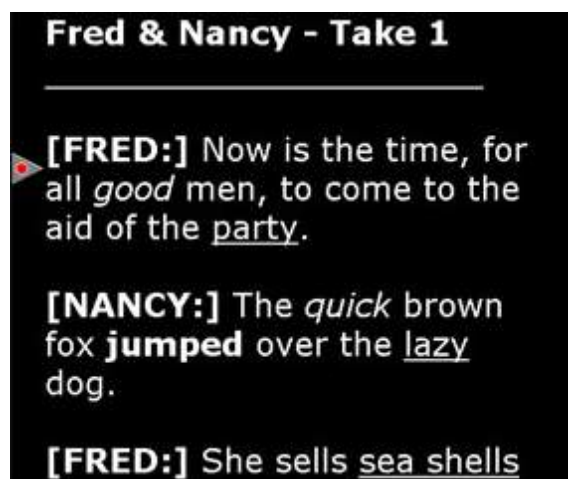 Fred & Nancy - Take 1
[FRED:] Now is the time, for
all good men, to come to the
aid of the party.
[NANCY:] The quick brown
fox jumped over the lazy
dog.
[FRED:] She sells sea shells